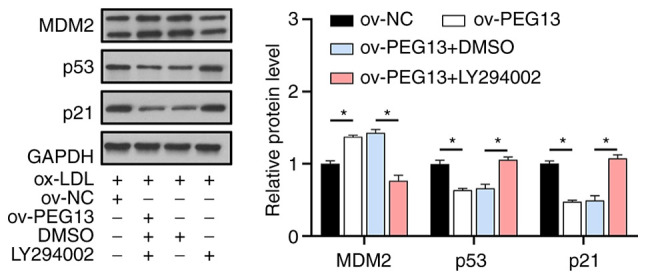 MDM2
p53
p21
GAPDH
ox-LDL + + + +
ov-NC + − − −
ov-PEG13 − + − −
DMSO − + + −
LY294002 − + − +
Relative protein level
3
2
1
0
ov-NC ov-PEG13
ov-PEG13+DMSO
ov-PEG13+LY294002
* * * * * *
MDM2 p53 p21